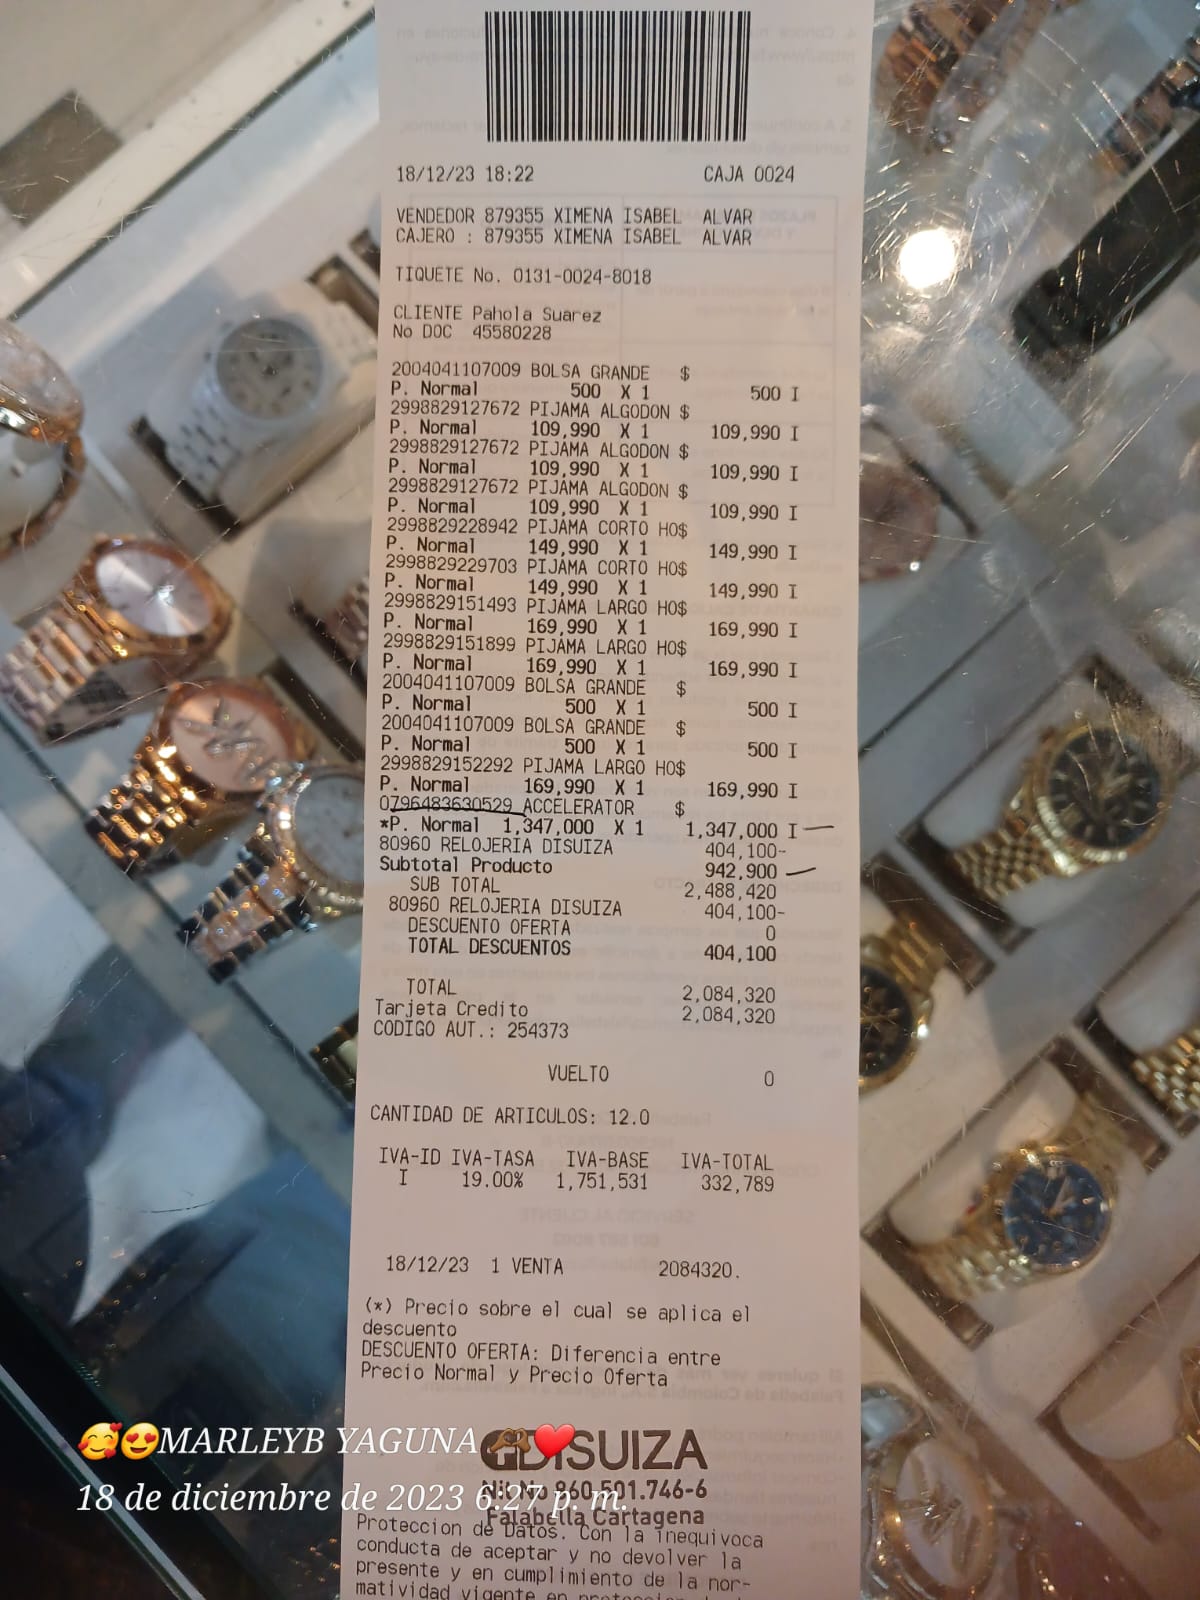 18/12/23 18:22 CAJA 0024
VENDEDOR 879355 XIMENA ISABEL ALVAR
CAJERO : 879355 XIMENA ISABEL ALVAR
TIQUETE No. 0131-0024-8018
CLIENTE Pahola Suarez
No DOC 45580228
2004041107009 BOLSA GRANDE $
P. Normal 500 X 1 500 I
2998829127672 PIJAMA ALGODON $
P. Normal 109,990 X 1 109,990 I
2998829127672 PIJAMA ALGODON $
P. Normal 109,990 X 1 109,990 I
2998829127672 PIJAMA ALGODON $
P. Normal 109,990 X 1 109,990 I
2998829228942 PIJAMA CORTO HO$
P. Normal 149,990 X 1 149,990 I
2998829229703 PIJAMA CORTO HO$
P. Normal 149,990 X 1 149,990 I
2998829151493 PIJAMA LARGO HO$
P. Normal 169,990 X 1 169,990 I
2998829151899 PIJAMA LARGO HO$
P. Normal 169,990 X 1 169,990 I
2004041107009 BOLSA GRANDE $
P. Normal 500 X 1 500 I
2004041107009 BOLSA GRANDE $
P. Normal 500 X 1 500 I
2998829152292 PIJAMA LARGO HO$
P. Normal 169,990 X 1 169,990 I
0796483630529 ACCELERATOR $
*P. Normal 1,347,000 X 1 1,347,000 I
80960 RELOJERIA DISUIZA 404,100-
Subtotal Producto 942,900
SUB TOTAL 2,488,420
80960 RELOJERIA DISUIZA 404,100-
DESCUENTO OFERTA 0
TOTAL DESCUENTOS 404,100
TOTAL 2,084,320
Tarjeta Credito 2,084,320
CODIGO AUT.: 254373
VUELTO 0
CANTIDAD DE ARTICULOS: 12.0
IVA-ID IVA-TASA IVA-BASE IVA-TOTAL
I 19.00% 1,751,531 332,789
18/12/23 1 VENTA 2084320.
(*) Precio sobre el cual se aplica el
descuento
DESCUENTO OFERTA: Diferencia entre
Precio Normal y Precio Oferta
🥰😍MARLEYB YAGUNA🫶🏽❤️
DISUIZA
18 de diciembre de 2023 6:27 p. m.
Nit No 860.501.746-6
Falabella Cartagena
Proteccion de Datos. Con la inequivoca
conducta de aceptar y no devolver la
presente y en cumplimiento de la nor-
matividad vigente en proteccion